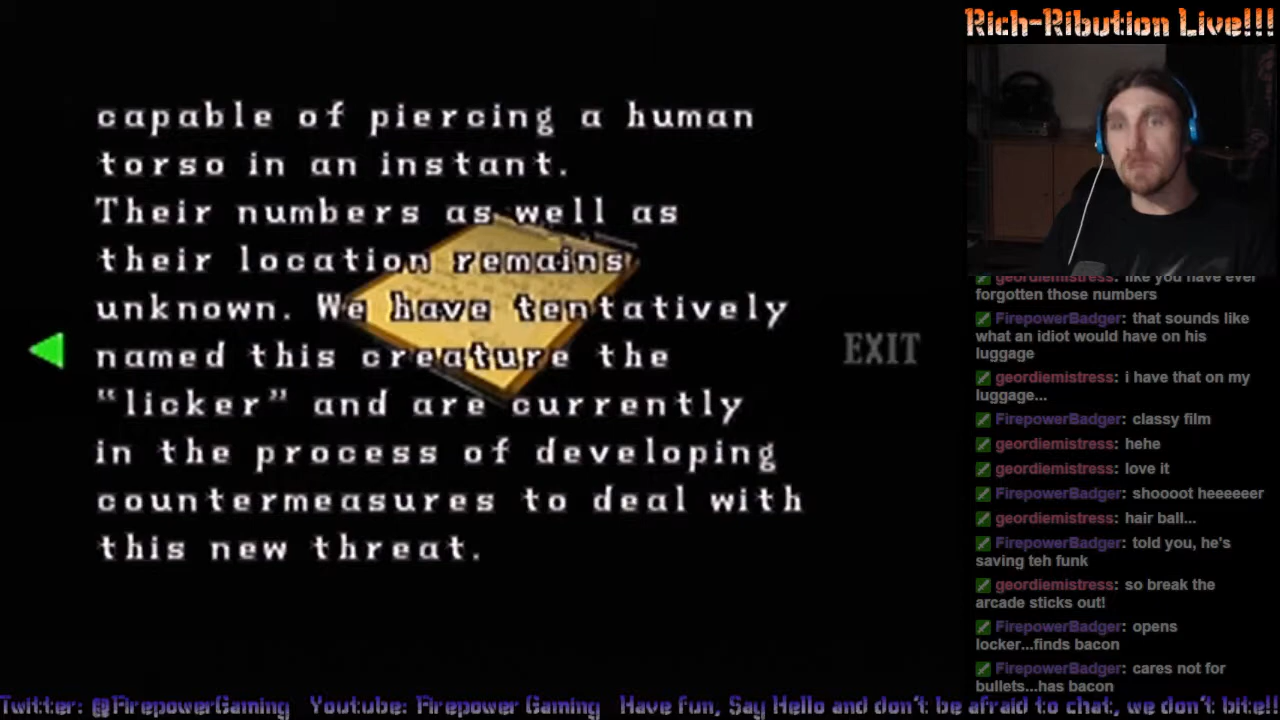 Rich-Ribution Live!!!
capable of piercing a human
torso in an instant.
Their numbers as well as
their location remains
unknown. We have tentatively
named this creature the
"licker" and are currently
in the process of developing
countermeasures to deal with
this new threat.
EXIT
geordiemistress: like you have ever
forgotten those numbers
FirepowerBadger: that sounds like
what an idiot would have on his
luggage
geordiemistress: i have that on my
luggage...
FirepowerBadger: classy film
geordiemistress: hehe
geordiemistress: love it
FirepowerBadger: shoooot heeeeeer
geordiemistress: hair ball...
FirepowerBadger: told you, he's
saving teh funk
geordiemistress: so break the
arcade sticks out!
FirepowerBadger: opens
locker...finds bacon
FirepowerBadger: cares not for
bullets...has bacon
Twitter: @FirepowerGaming Youtube: Firepower Gaming Have fun, Say Hello and don't be afraid to chat, we don't bite!!